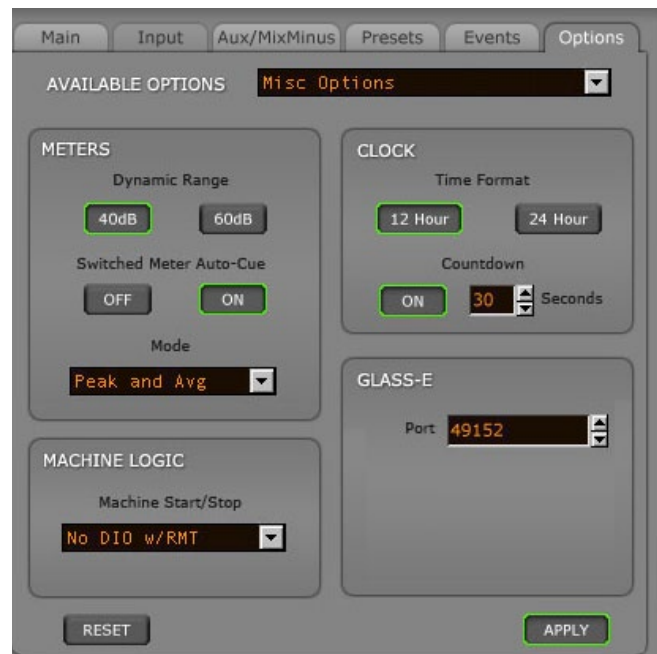 Main Input Aux/MixMinus Presets Events Options
AVAILABLE OPTIONS Misc Options
METERS
Dynamic Range
40dB 60dB
Switched Meter Auto-Cue
OFF ON
Mode
Peak and Avg
MACHINE LOGIC
Machine Start/Stop
No DIO w/RMT
CLOCK
Time Format
12 Hour 24 Hour
Countdown
ON 30 Seconds
GLASS-E
Port 49152
RESET APPLY